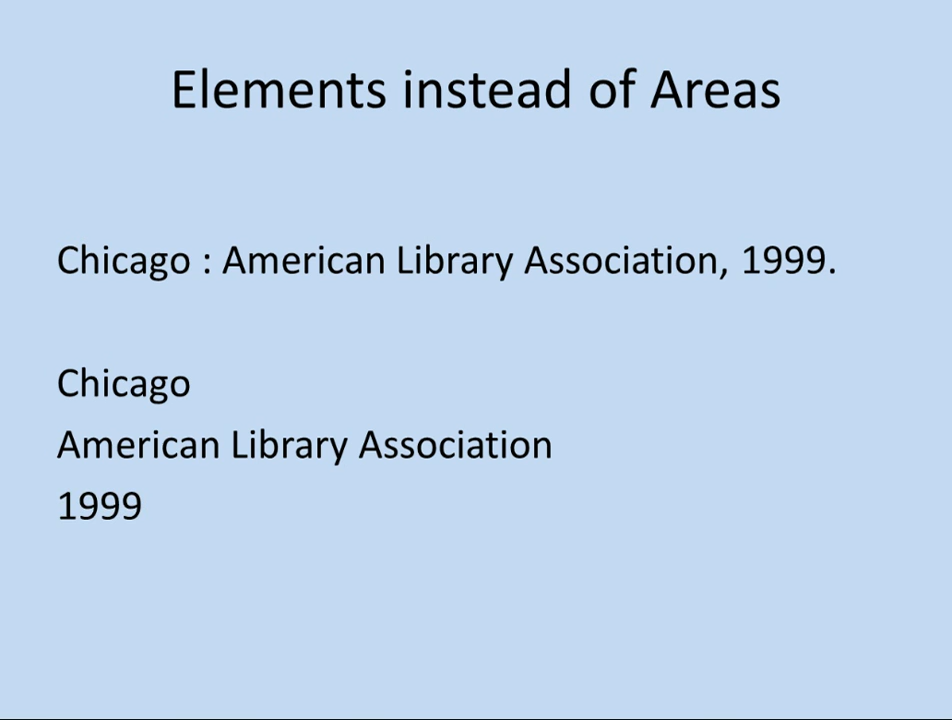 Elements instead of Areas
Chicago : American Library Association, 1999.
Chicago
American Library Association
1999